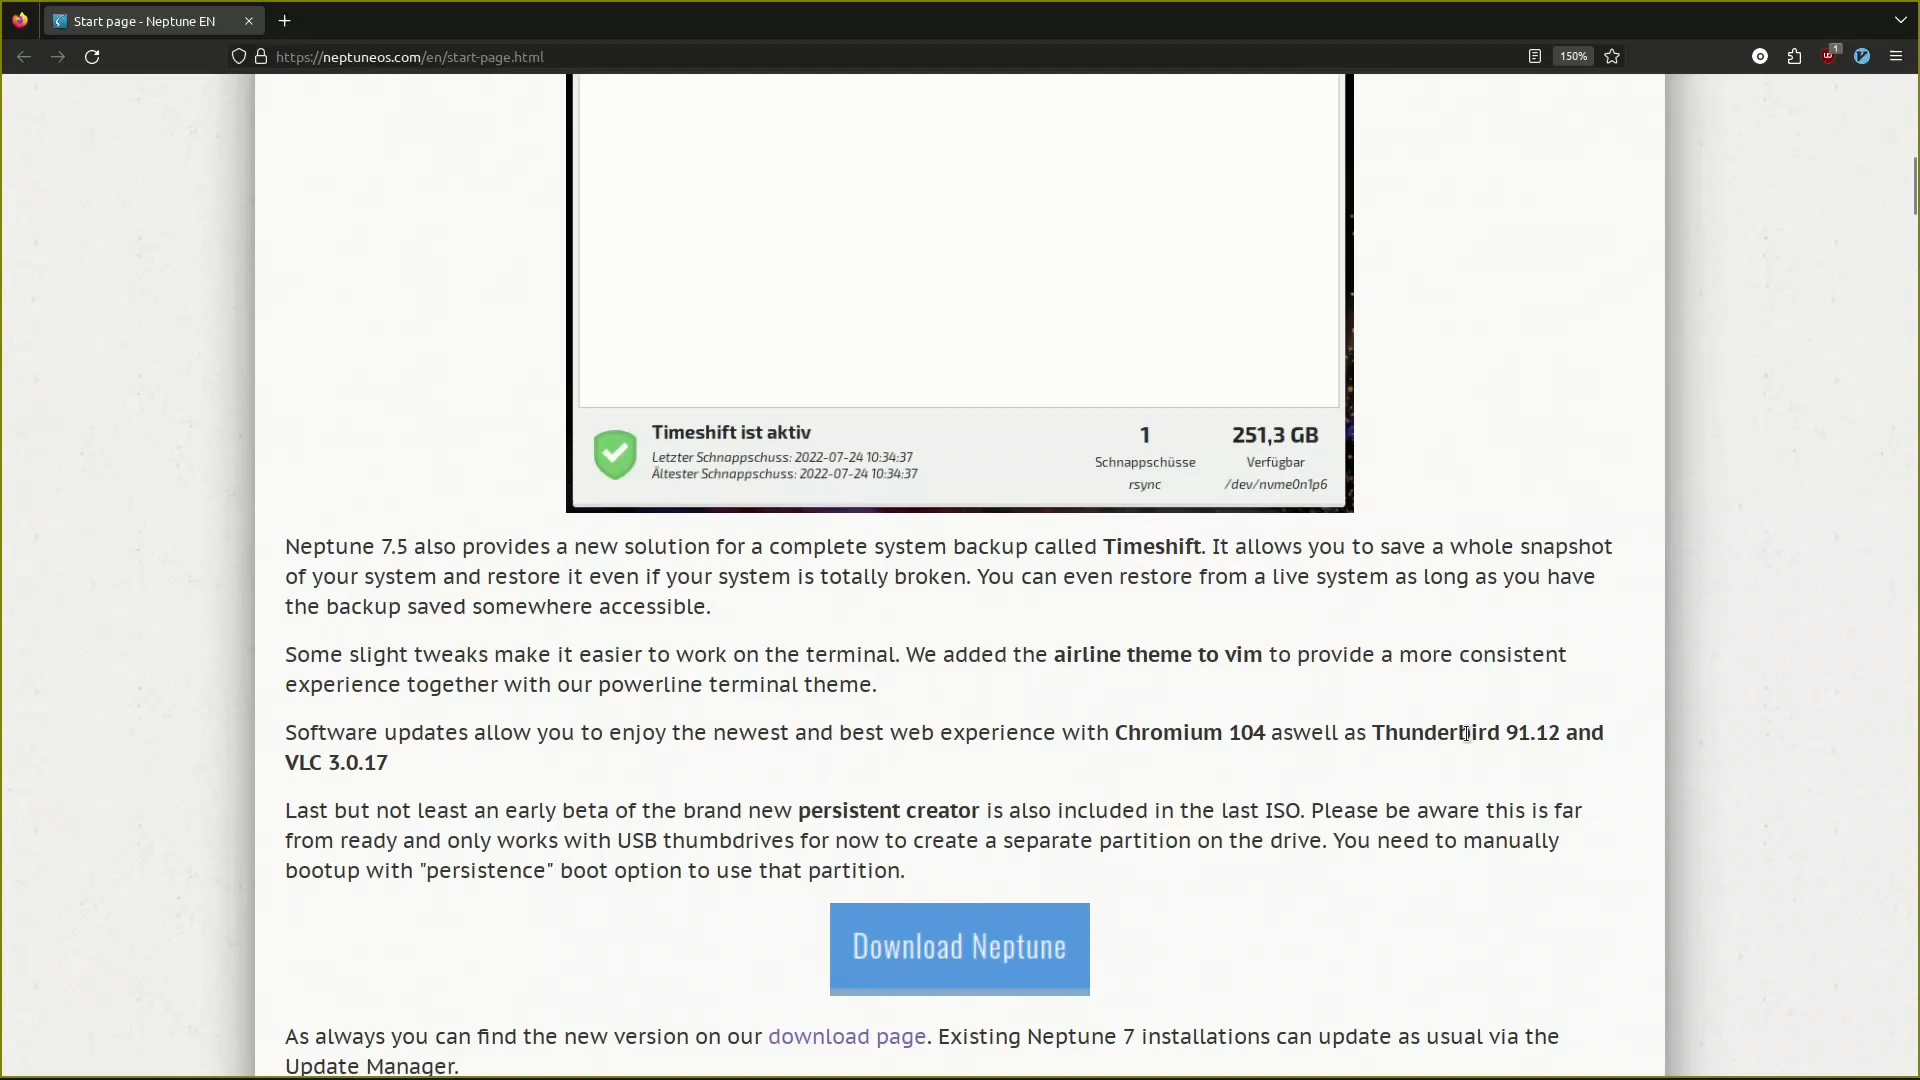 Start page - Neptune EN
https://neptuneos.com/en/start-page.html
150%
1
Timeshift ist aktiv
Letzter Schnappschuss: 2022-07-24 10:34:37
Ältester Schnappschuss: 2022-07-24 10:34:37
1
Schnappschüsse
rsync
251,3 GB
Verfügbar
/dev/nvme0n1p6
Neptune 7.5 also provides a new solution for a complete system backup called Timeshift. It allows you to save a whole snapshot
of your system and restore it even if your system is totally broken. You can even restore from a live system as long as you have
the backup saved somewhere accessible.
Some slight tweaks make it easier to work on the terminal. We added the airline theme to vim to provide a more consistent
experience together with our powerline terminal theme.
Software updates allow you to enjoy the newest and best web experience with Chromium 104 aswell as Thunderbird 91.12 and
VLC 3.0.17
Last but not least an early beta of the brand new persistent creator is also included in the last ISO. Please be aware this is far
from ready and only works with USB thumbdrives for now to create a separate partition on the drive. You need to manually
bootup with "persistence" boot option to use that partition.
Download Neptune
As always you can find the new version on our download page. Existing Neptune 7 installations can update as usual via the
Update Manager.